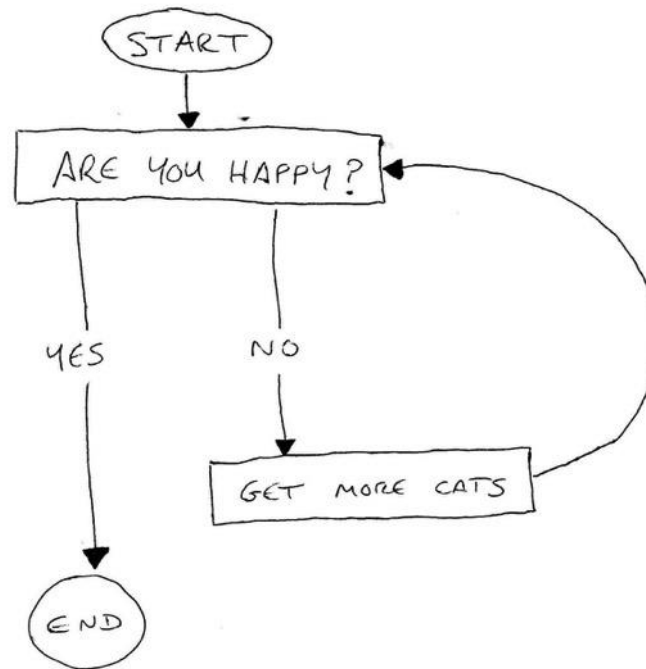 START
ARE YOU HAPPY?
YES
NO
GET MORE CATS
END